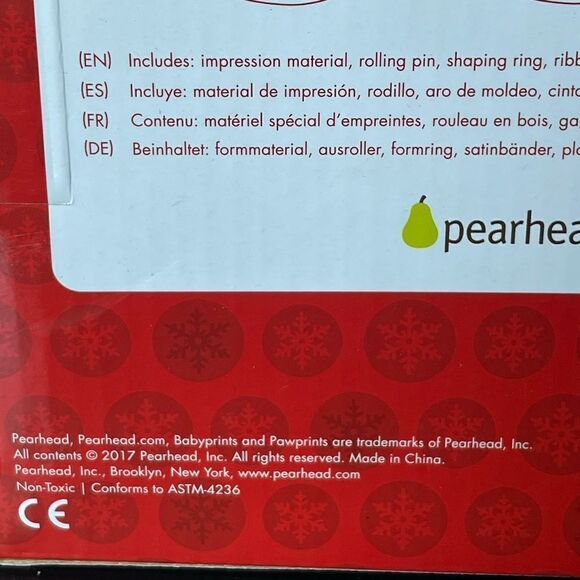 (EN) Includes: impression material, rolling pin, shaping ring,
(ES) Incluye: material de impresión, rodillo, aro de moldeo,
(FR) Contenu: matériel spécial d'empreintes, rouleau en bois,
(DE) Beinhaltet: formmaterial, ausroller, formring, satinbänder,
pearhea
Pearhead, Pearhead.com, Babyprints and Pawprints are trademarks of Pearhead, Inc.
All contents © 2017 Pearhead, Inc. All rights reserved. Made in China.
Pearhead, Inc., Brooklyn, New York, www.pearhead.com
Non-Toxic | Conforms to ASTM-4236
CE